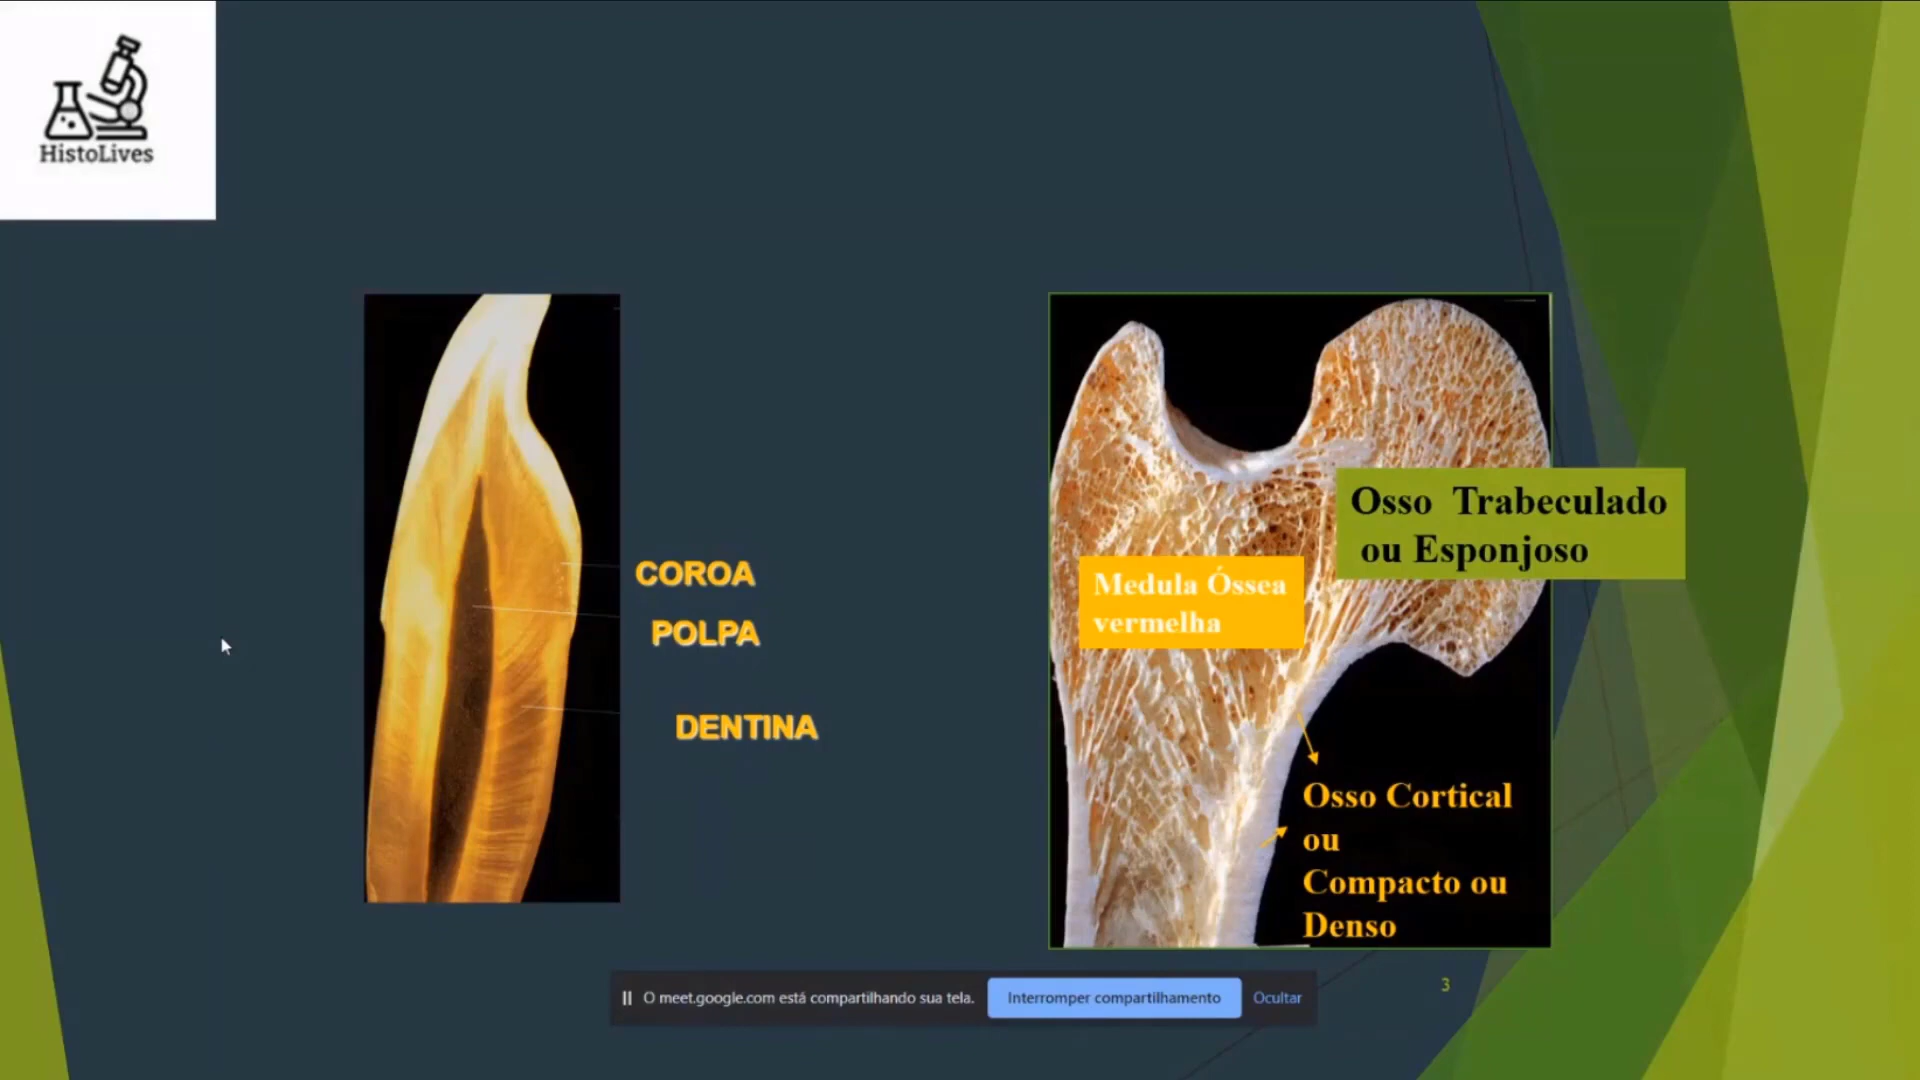 HistoLives
COROA
POLPA
DENTINA
Osso Trabeculado
ou Esponjoso
Medula Óssea
vermelha
Osso Cortical
ou
Compacto ou
Denso
O meet.google.com está compartilhando sua tela.
Interromper compartilhamento
Ocultar
3